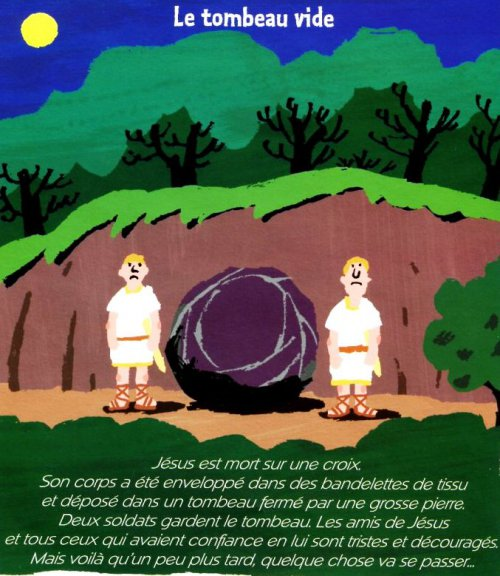 Le tombeau vide
Jésus est mort sur une croix.
Son corps a été enveloppé dans des bandelettes de tissu
et déposé dans un tombeau fermé par une grosse pierre.
Deux soldats gardent le tombeau. Les amis de Jésus
et tous ceux qui avaient confiance en lui sont tristes et découragés.
Mais voilà qu'un peu plus tard, quelque chose va se passer...